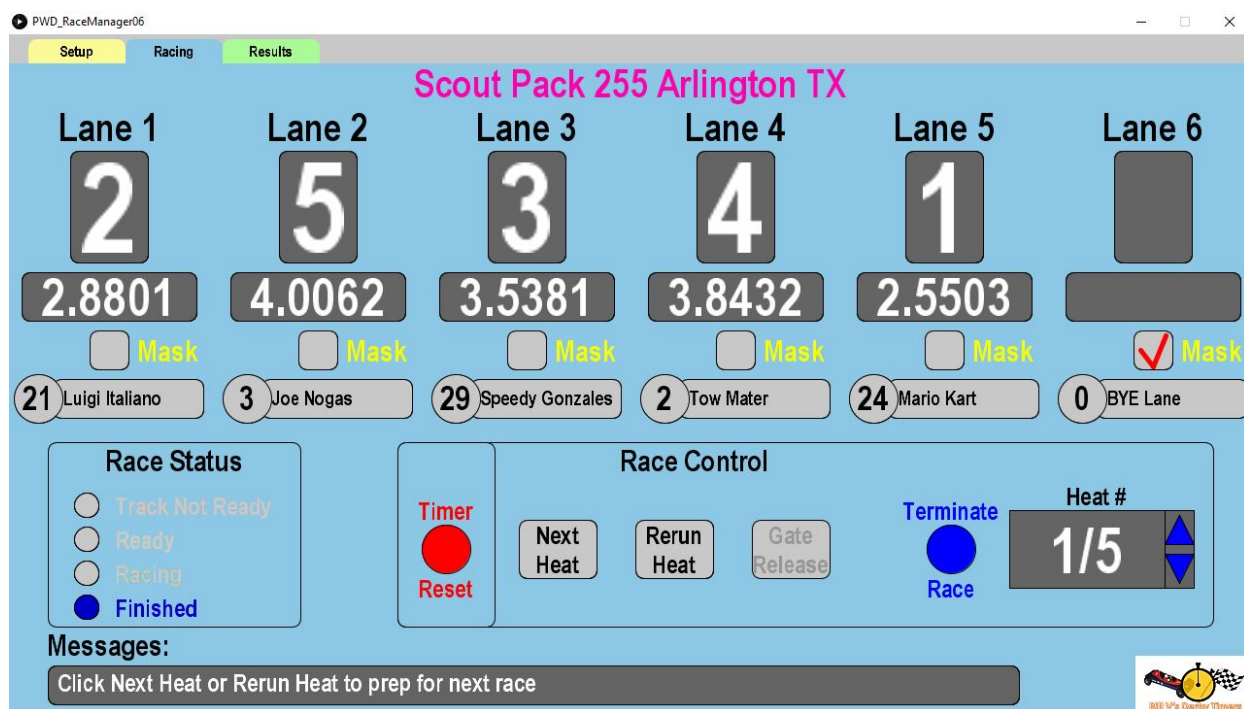 PWD_RaceManager06
Setup Racing Results
Scout Pack 255 Arlington TX
Lane 1 Lane 2 Lane 3 Lane 4 Lane 5 Lane 6
2 5 3 4 1
2.8801 4.0062 3.5381 3.8432 2.5503
Mask Mask Mask Mask Mask Mask
21 Luigi Italiano 3 Joe Nogas 29 Speedy Gonzales 2 Tow Mater 24 Mario Kart 0 BYE Lane
Race Status
Track Not Ready
Ready
Racing
Finished
Race Control
Timer
Reset
Next
Heat
Rerun
Heat
Gate
Release
Terminate
Race
Heat #
1/5
Messages:
Click Next Heat or Rerun Heat to prep for next race
Bill W's Derby Timers